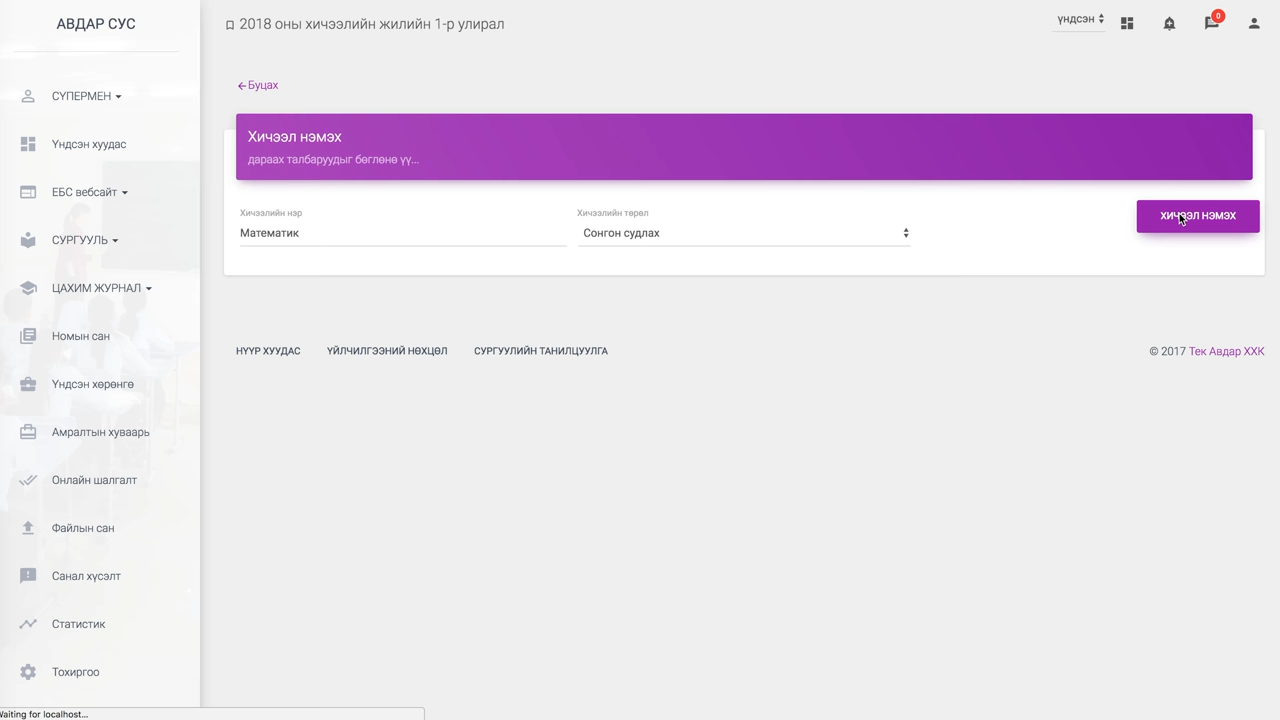 АВДАР СУС
2018 оны хичээлийн жилийн 1-р улирал
үндсэн
0
СҮПЕРМЕН
Үндсэн хуудас
ЕБС вебсайт
СУРГУУЛЬ
ЦАХИМ ЖУРНАЛ
Номын сан
Үндсэн хөрөнгө
Амралтын хуваарь
Онлайн шалгалт
Файлын сан
Санал хүсэлт
Статистик
Тохиргоо
Буцах
Хичээл нэмэх
дараах талбаруудыг бөглөнө үү...
Хичээлийн нэр
Математик
Хичээлийн төрөл
Сонгон судлах
ХИЧЭЭЛ НЭМЭХ
НҮҮР ХУУДАС
ҮЙЛЧИЛГЭЭНИЙ НӨХЦӨЛ
СУРГУУЛИЙН ТАНИЛЦУУЛГА
© 2017 Тек Авдар ХХК
Waiting for localhost...